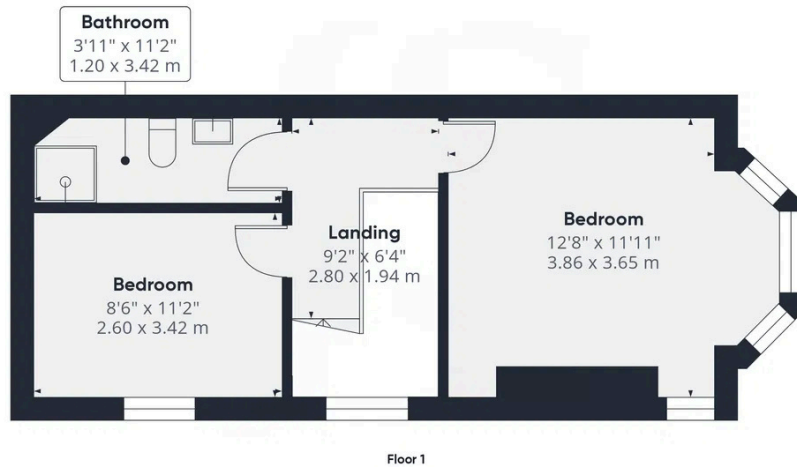 Bathroom
3'11" x 11'2"
1.20 x 3.42 m
Bedroom
12'8" x 11'11"
3.86 x 3.65 m
Landing
9'2" x 6'4"
2.80 x 1.94 m
Bedroom
8'6" x 11'2"
2.60 x 3.42 m
Floor 1